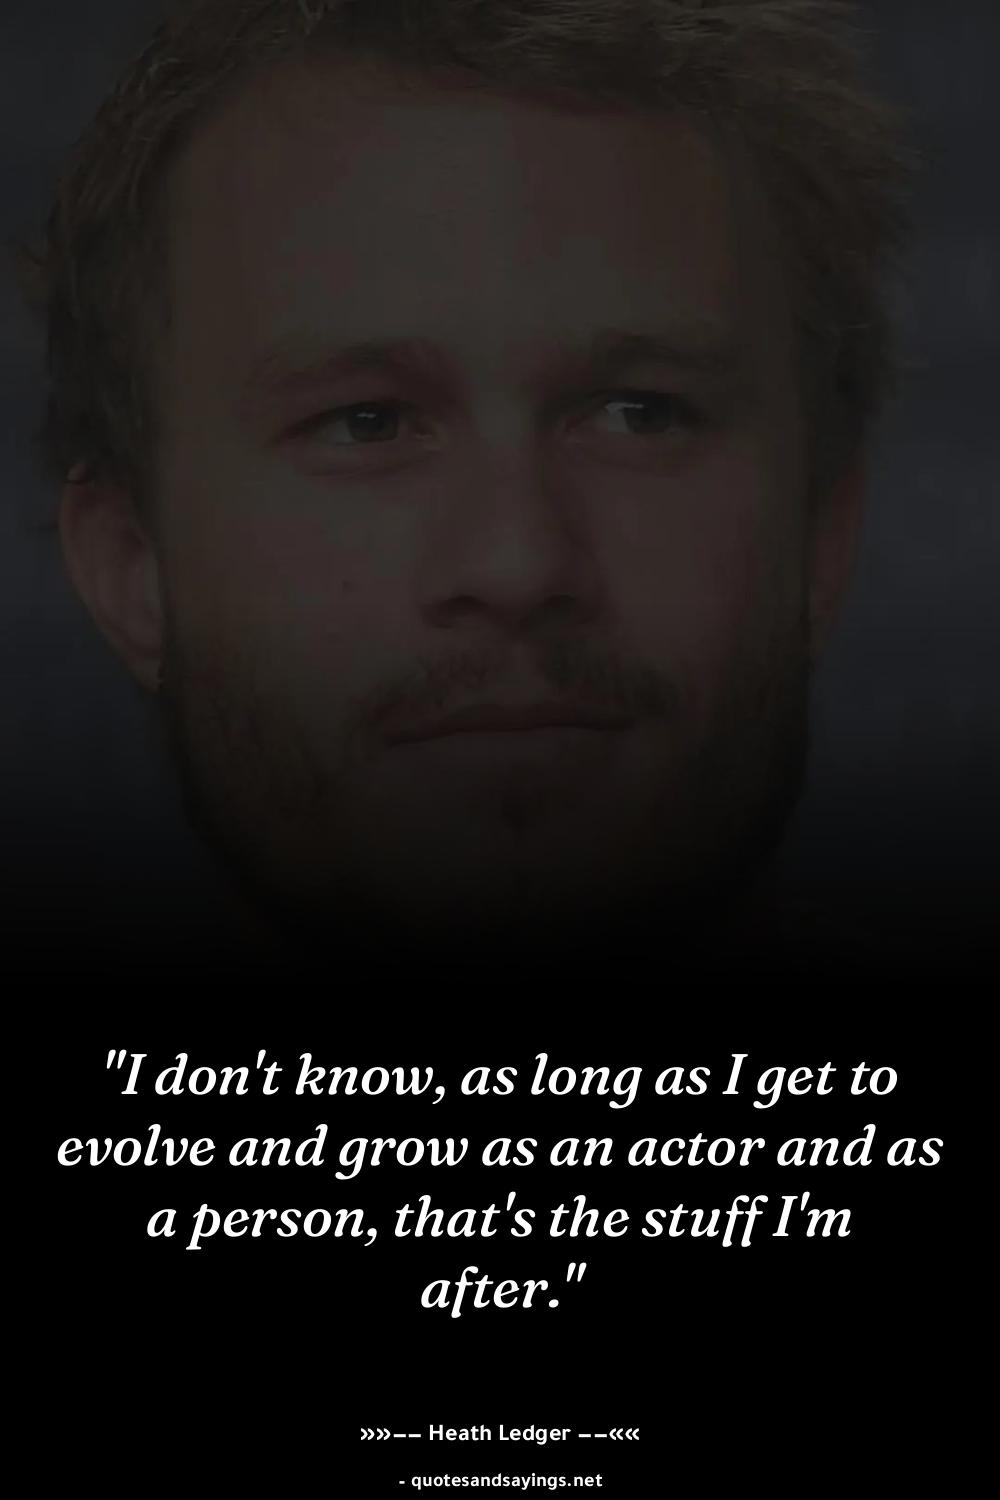 "I don't know, as long as I get to
evolve and grow as an actor and as
a person, that's the stuff I'm
after."
»»−− Heath Ledger −−««
- quotesandsayings.net